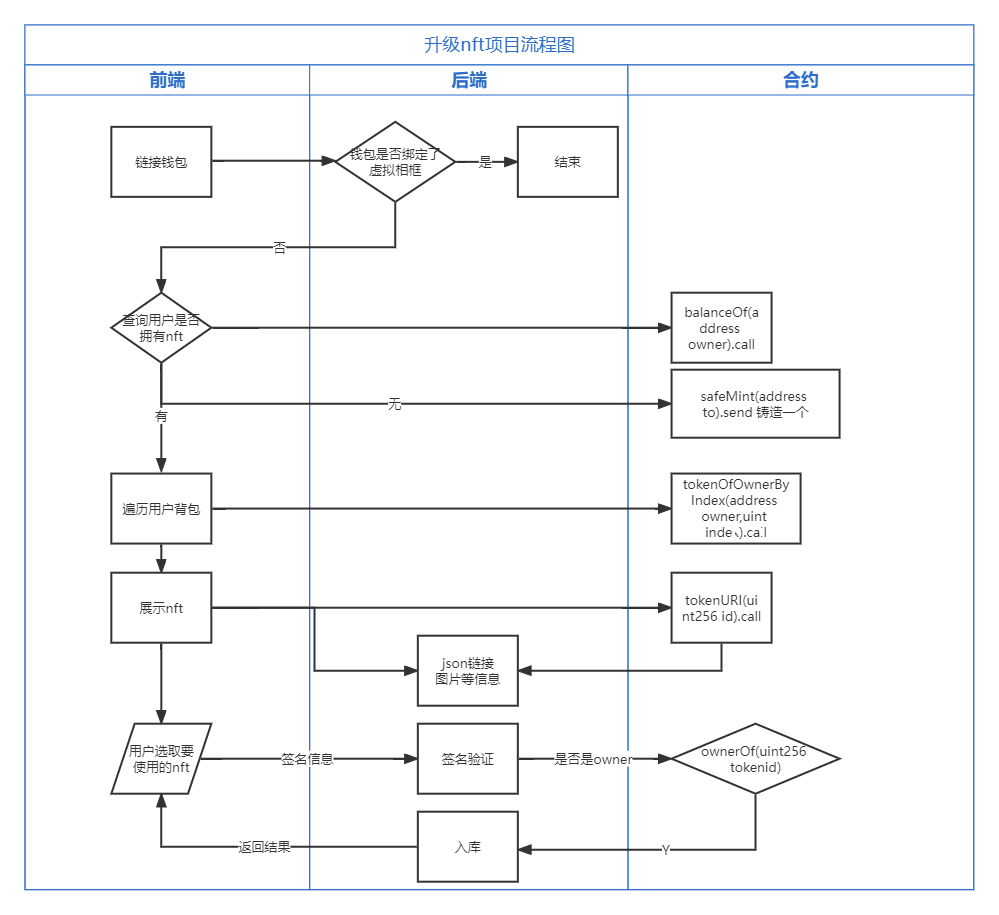 升级nft项目流程图
前端
后端
合约
链接钱包
钱包是否绑定了
虚拟相框
是
结束
否
查询用户是否
拥有nft
balanceOf(a
ddress
owner).call
无
safeMint(address
to).send 铸造一个
有
遍历用户背包
tokenOfOwnerBy
Index(address
owner,uint
index).call
展示nft
tokenURI(ui
nt256 id).call
json链接
图片等信息
用户选取要
使用的nft
签名信息
签名验证
是否是owner
ownerOf(uint256
tokenid)
返回结果
入库
Y